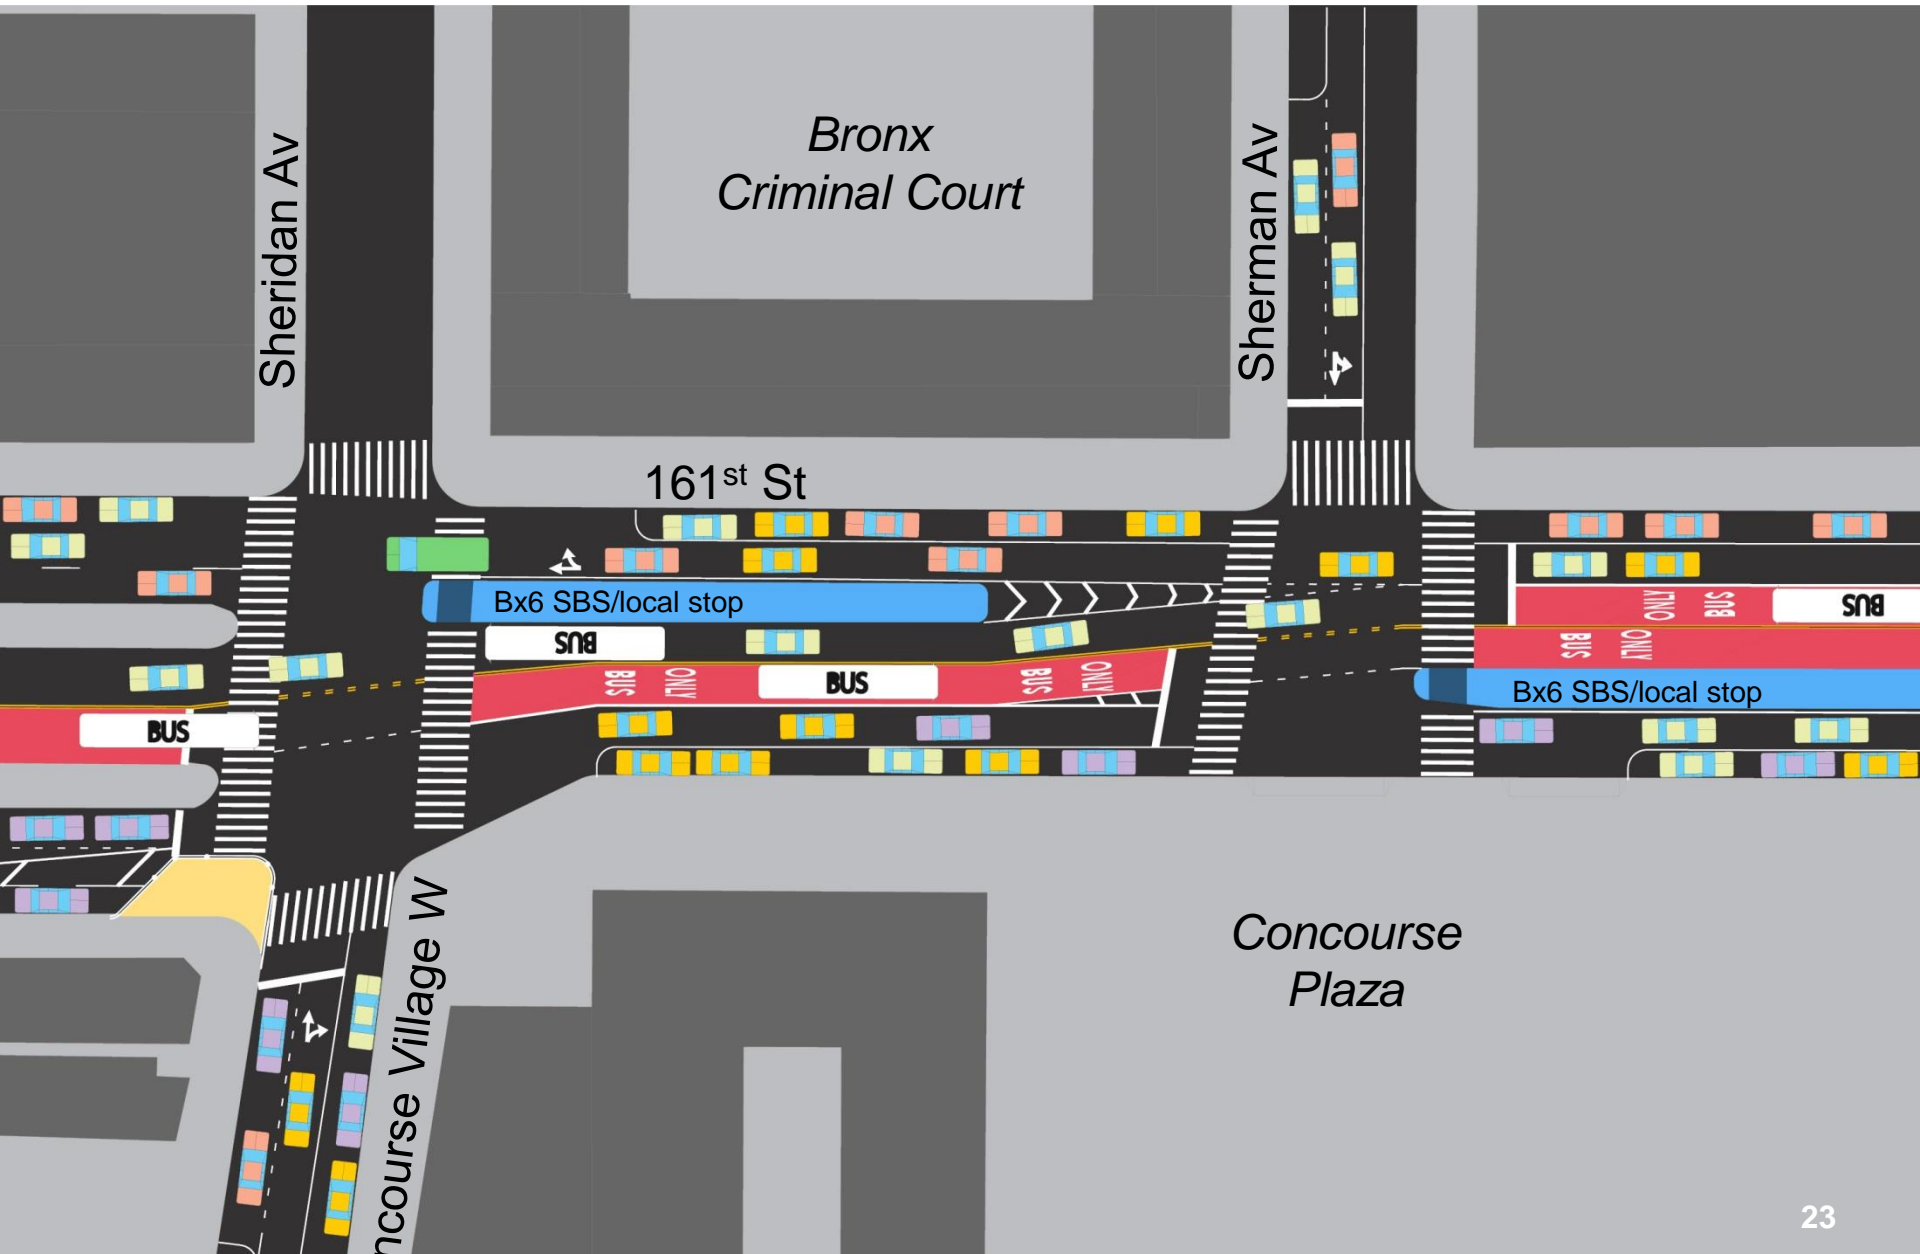 Bronx
Criminal Court
Sheridan Av
Sherman Av
161st St
Bx6 SBS/local stop
BUS
BUS ONLY
BUS
BUS
BUS ONLY
BUS ONLY
BUS
BUS ONLY
Bx6 SBS/local stop
BUS
ncourse Village W
Concourse
Plaza
23